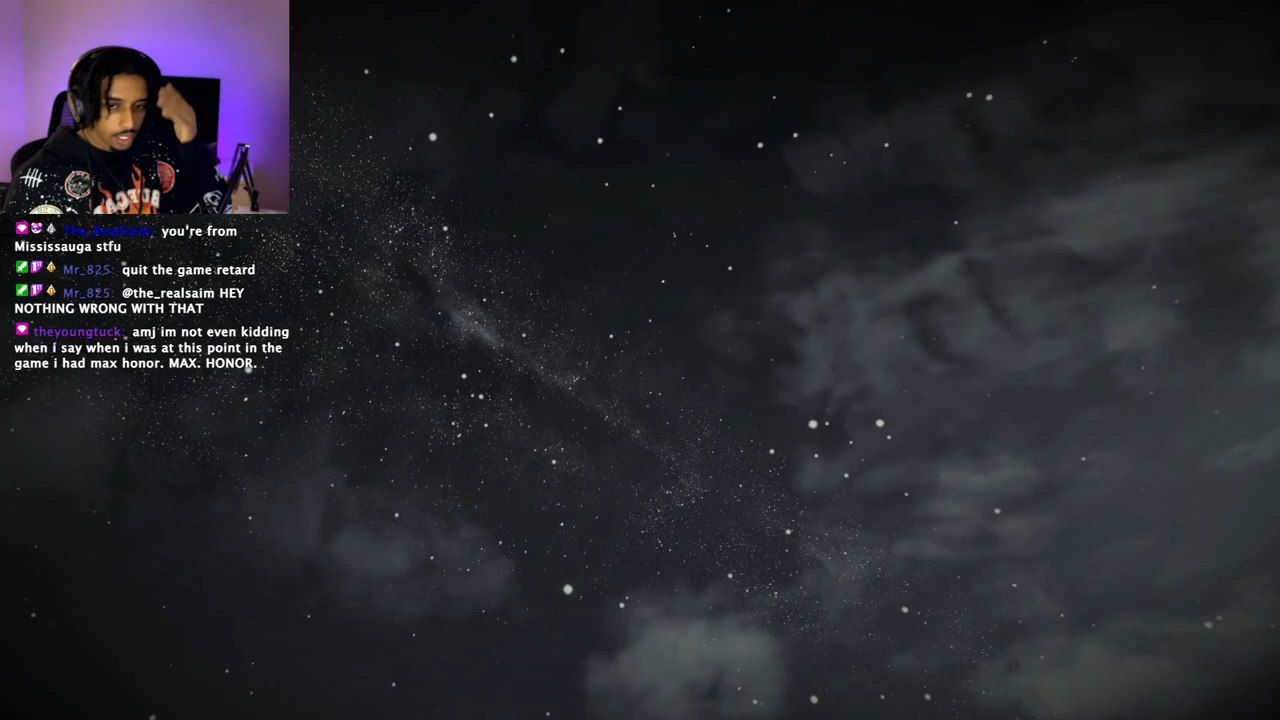 The_Realsaim: you're from
Mississauga stfu
Mr_825: quit the game retard
Mr_825: @the_realsaim HEY
NOTHING WRONG WITH THAT
theyoungtuck: amj im not even kidding
when i say when i was at this point in the
game i had max honor. MAX. HONOR.